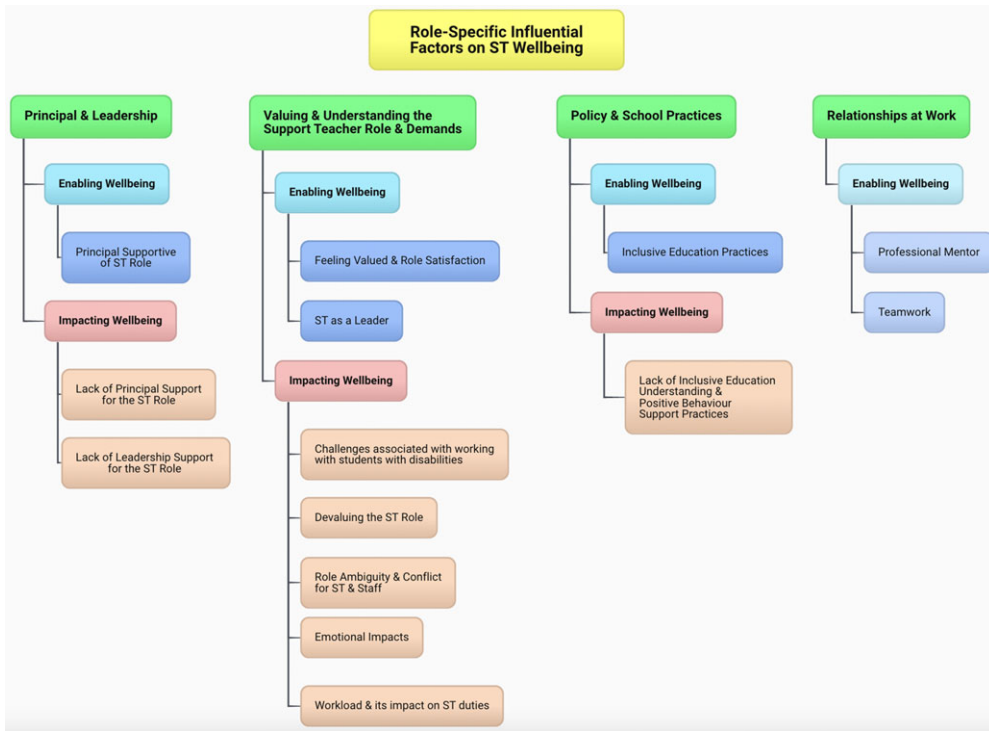 Role-Specific Influential
Factors on ST Wellbeing
Principal & Leadership
Enabling Wellbeing
Principal Supportive
of ST Role
Impacting Wellbeing
Lack of Principal Support
for the ST Role
Lack of Leadership Support
for the ST Role
Valuing & Understanding the
Support Teacher Role & Demands
Enabling Wellbeing
Feeling Valued & Role Satisfaction
ST as a Leader
Impacting Wellbeing
Challenges associated with working
with students with disabilities
Devaluing the ST Role
Role Ambiguity & Conflict
for ST & Staff
Emotional Impacts
Workload & its impact on ST duties
Policy & School Practices
Enabling Wellbeing
Inclusive Education Practices
Impacting Wellbeing
Lack of Inclusive Education
Understanding &
Positive Behaviour
Support Practices
Relationships at Work
Enabling Wellbeing
Professional Mentor
Teamwork